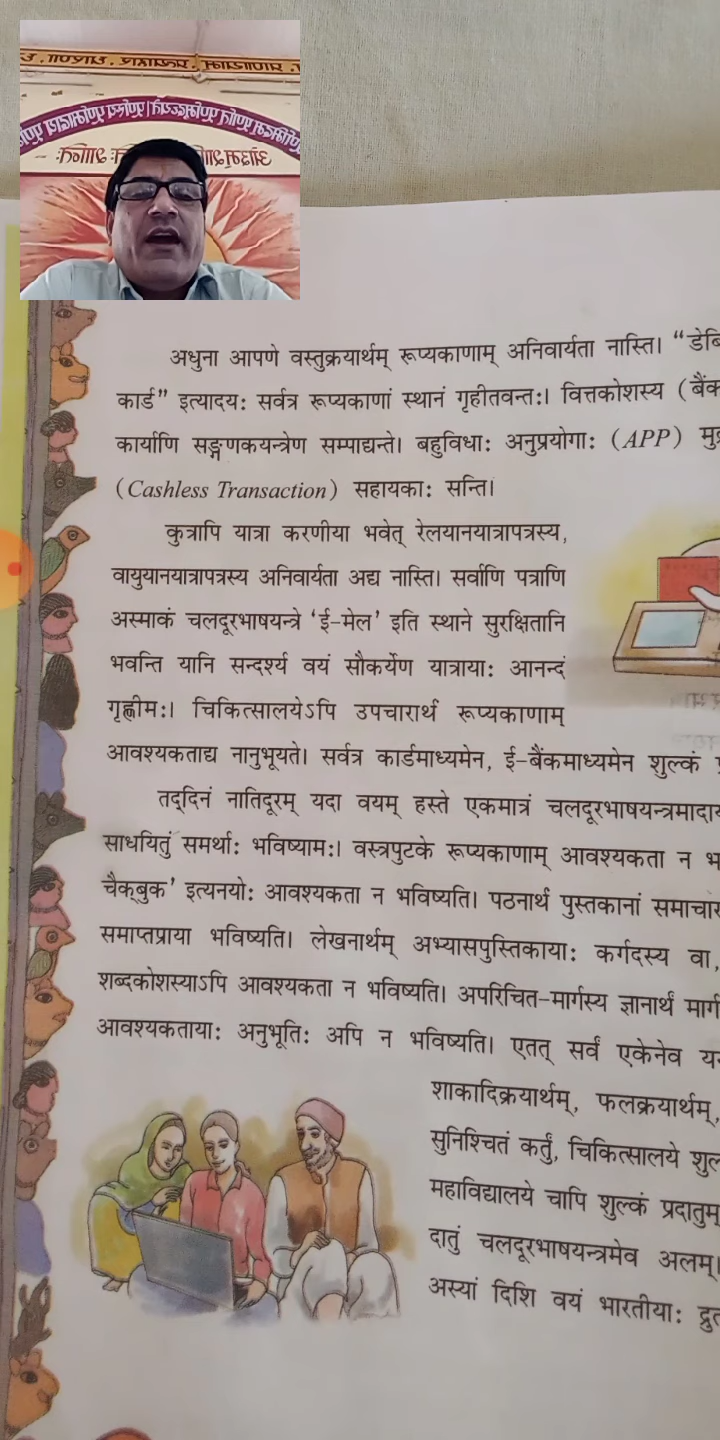 अधुना आपणे वस्तुक्रयार्थम् रूप्यकाणाम् अनिवार्यता नास्ति। “डेबि
कार्ड” इत्यादयः सर्वत्र रूप्यकाणां स्थानं गृहीतवन्तः। वित्तकोशस्य (बैंक
कार्याणि सङ्गणकयन्त्रेण सम्पाद्यन्ते। बहुविधाः अनुप्रयोगाः (APP) मुद्र
(Cashless Transaction) सहायकाः सन्ति।
कुत्रापि यात्रा करणीया भवेत् रेलयानयात्रापत्रस्य,
वायुयानयात्रापत्रस्य अनिवार्यता अद्य नास्ति। सर्वाणि पत्राणि
अस्माकं चलदूरभाषयन्त्रे ‘ई-मेल’ इति स्थाने सुरक्षितानि
भवन्ति यानि सन्दर्श्य वयं सौकर्येण यात्रायाः आनन्दं
गृह्णीमः। चिकित्सालयेऽपि उपचारार्थं रूप्यकाणाम्
आवश्यकताद्य नानुभूयते। सर्वत्र कार्डमाध्यमेन, ई-बैंकमाध्यमेन शुल्कं
तद्दिनं नातिदूरम् यदा वयम् हस्ते एकमात्रं चलदूरभाषयन्त्रमादाय
साधयितुं समर्थाः भविष्यामः। वस्त्रपुटके रूप्यकाणाम् आवश्यकता न भ
चैक्‌बुक’ इत्यनयोः आवश्यकता न भविष्यति। पठनार्थं पुस्तकानां समाचार
समाप्तप्राया भविष्यति। लेखनार्थम् अभ्यासपुस्तिकायाः कर्गदस्य वा,
शब्दकोशस्याऽपि आवश्यकता न भविष्यति। अपरिचित-मार्गस्य ज्ञानार्थं मार्ग
आवश्यकतायाः अनुभूतिः अपि न भविष्यति। एतत् सर्वं एकेनेव य
शाकादिक्रयार्थम्, फलक्रयार्थम्,
सुनिश्चितं कर्तुं, चिकित्सालये शुल
महाविद्यालये चापि शुल्कं प्रदातुम्
दातुं चलदूरभाषयन्त्रमेव अलम्।
अस्यां दिशि वयं भारतीयाः द्रुत